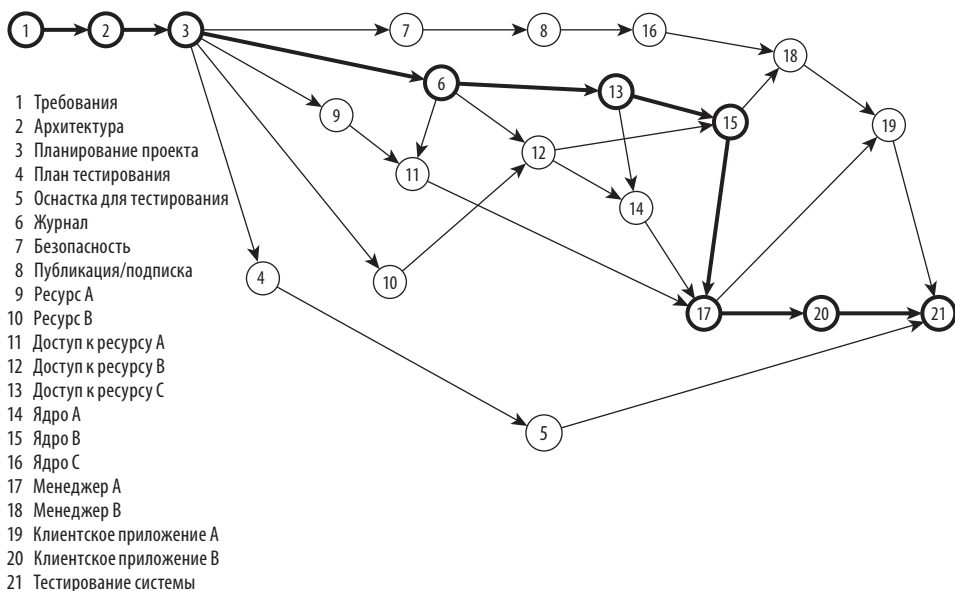 1 2 3 7 8 16
18
6
13
9
15
19
12
11
14
4
10
17 20 21
5
1 Требования
2 Архитектура
3 Планирование проекта
4 План тестирования
5 Оснастка для тестирования
6 Журнал
7 Безопасность
8 Публикация/подписка
9 Ресурс A
10 Ресурс B
11 Доступ к ресурсу A
12 Доступ к ресурсу B
13 Доступ к ресурсу C
14 Ядро A
15 Ядро B
16 Ядро C
17 Менеджер A
18 Менеджер B
19 Клиентское приложение A
20 Клиентское приложение B
21 Тестирование системы